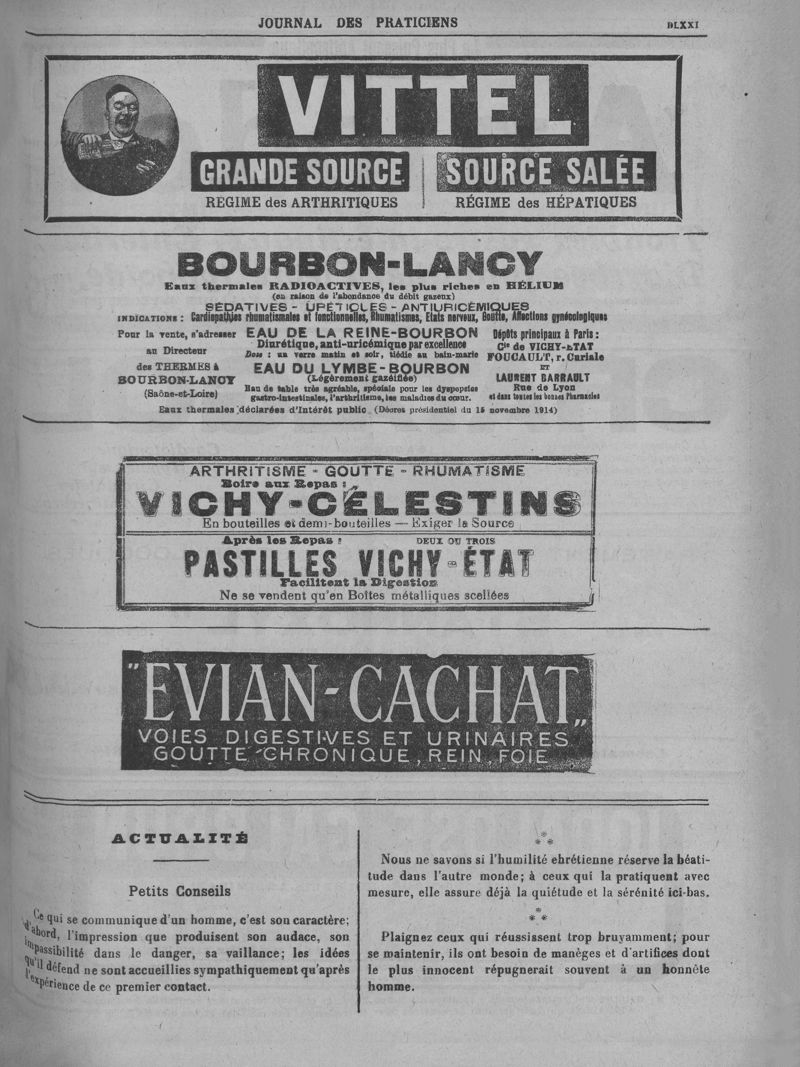 JOURNAL DES PRATICIENS
DLXXI
VITTEL
GRANDE SOURCE
RÉGIME des ARTHRITIQUES
SOURCE SALÉE
RÉGIME des HÉPATIQUES
BOURBON-LANCY
Eaux thermales RADIOACTIVES, les plus riches en HÉLIUM
(en raison de l'abondance du débit gazeux)
SÉDATIVES - UPÉTICLES - ANTIURICÉMIQUES
INDICATIONS : Cardiopathies rhumatismales et fonctionnelles, Rhumatismes, Etats nerveux, Goutte, Affections gynécologiques
Pour la vente, s'adresser
au Directeur
des THERMES à
BOURBON-LANCY
(Saône-et-Loire)
EAU DE LA REINE-BOURBON
Diurétique, anti-uricémique par excellence
Dose : un verre matin et soir, tiédie au bain-marie
EAU DU LYMBE-BOURBON
(Légèrement gazéifiée)
Eau de table très agréable, spéciale pour les dyspepsies
gastro-intestinales, l'arthritisme, les maladies du cœur.
Dépôts principaux à Paris :
Cie de VICHY-ETAT
FOUCAULT, r. Curiale
ET
LAURENT BARRAULT
Rue de Lyon
et dans toutes les bonnes Pharmacies
Eaux thermales déclarées d'Intérêt public (Décret présidentiel du 15 novembre 1914)
ARTHRITISME - GOUTTE - RHUMATISME
Boire aux Repas :
VICHY-CÉLESTINS
En bouteilles et demi-bouteilles — Exiger la Source
Après les Repas :
DEUX OU TROIS
PASTILLES VICHY-ÉTAT
Facilitent la Digestion
Ne se vendent qu'en Boîtes métalliques scellées
"EVIAN-CACHAT"
VOIES DIGESTIVES ET URINAIRES
GOUTTE CHRONIQUE, REIN, FOIE
ACTUALITÉ
Petits Conseils
Ce qui se communique d'un homme, c'est son caractère;
d'abord, l'impression que produisent son audace, son
impassibilité dans le danger, sa vaillance; les idées
qu'il défend ne sont accueillies sympathiquement qu'après
l'expérience de ce premier contact.
*
* *
Nous ne savons si l'humilité chrétienne réserve la béati-
tude dans l'autre monde; à ceux qui la pratiquent avec
mesure, elle assure déjà la quiétude et la sérénité ici-bas.
*
* *
Plaignez ceux qui réussissent trop bruyamment; pour
se maintenir, ils ont besoin de manèges et d'artifices dont
le plus innocent répugnerait souvent à un honnête
homme.